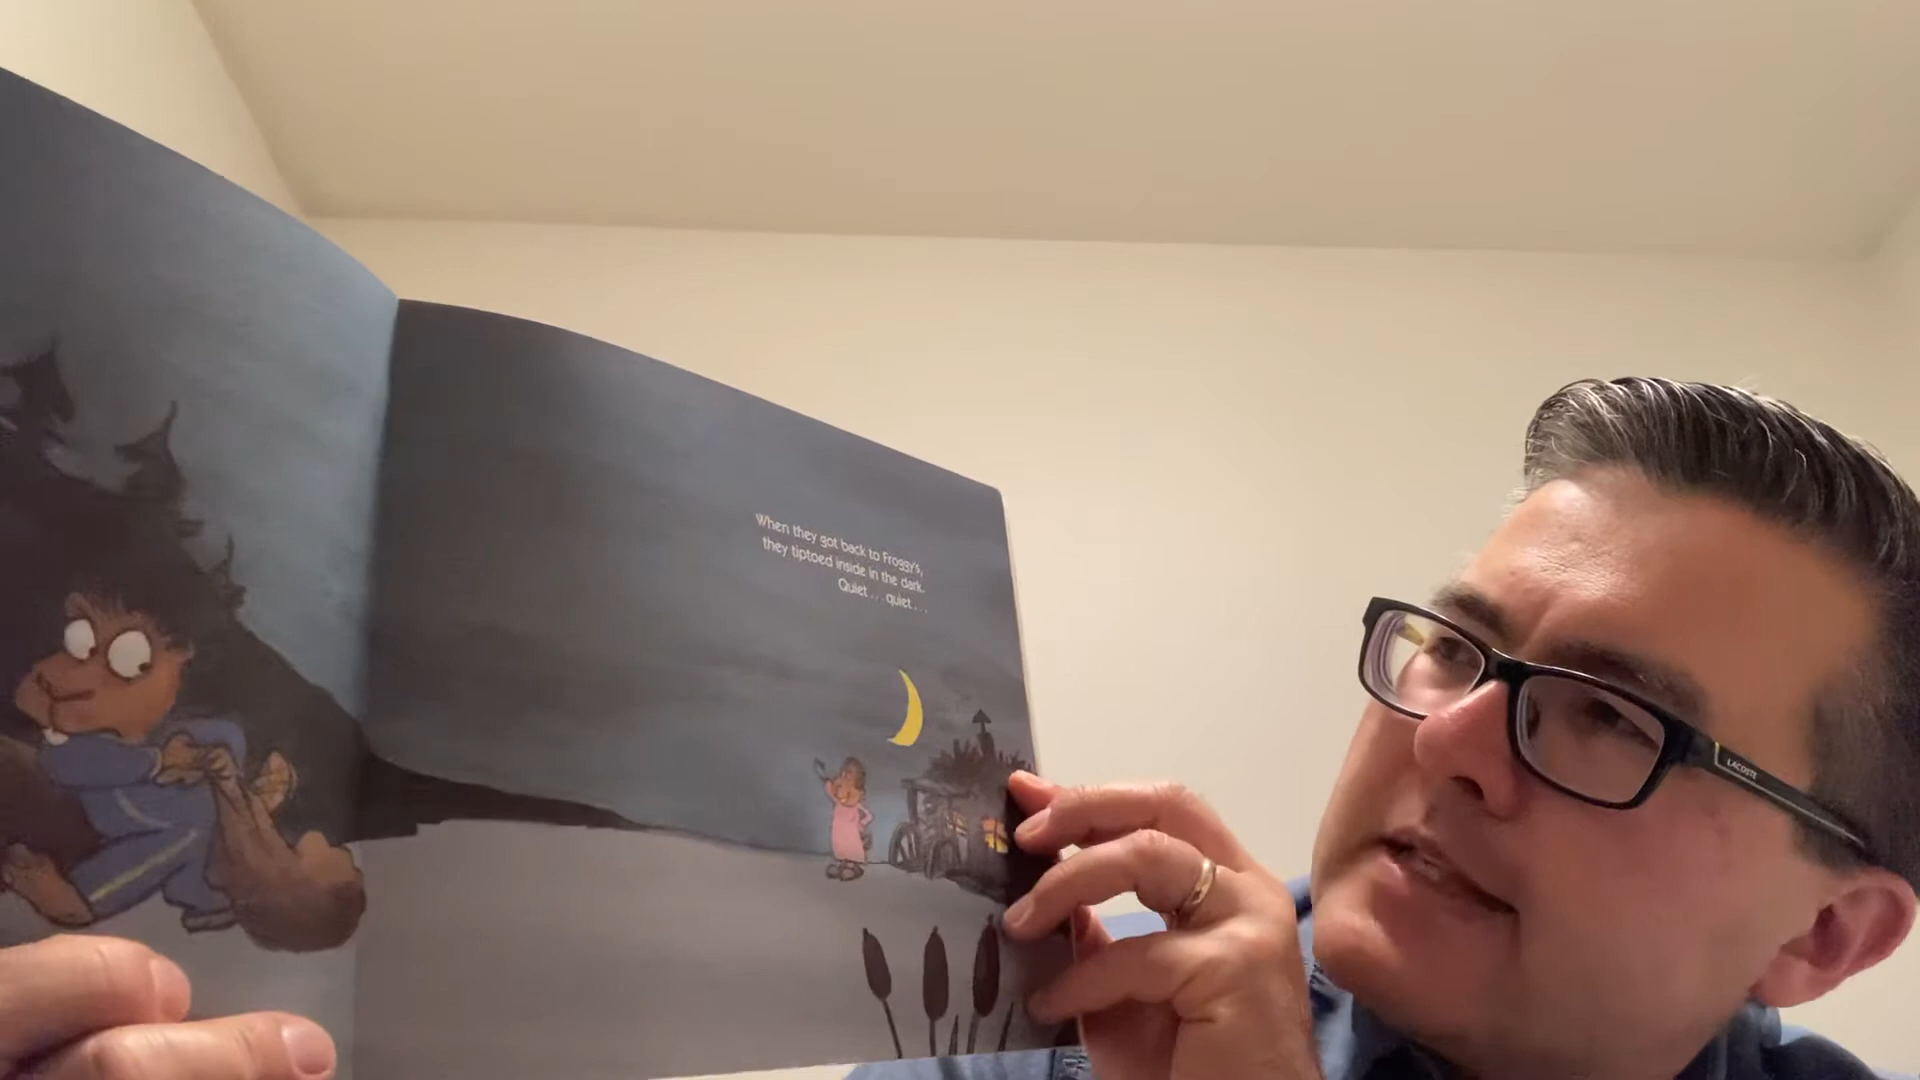 When they got back to Froggy's,
they tiptoed inside in the dark.
Quiet . . . quiet . . .
LACOSTE